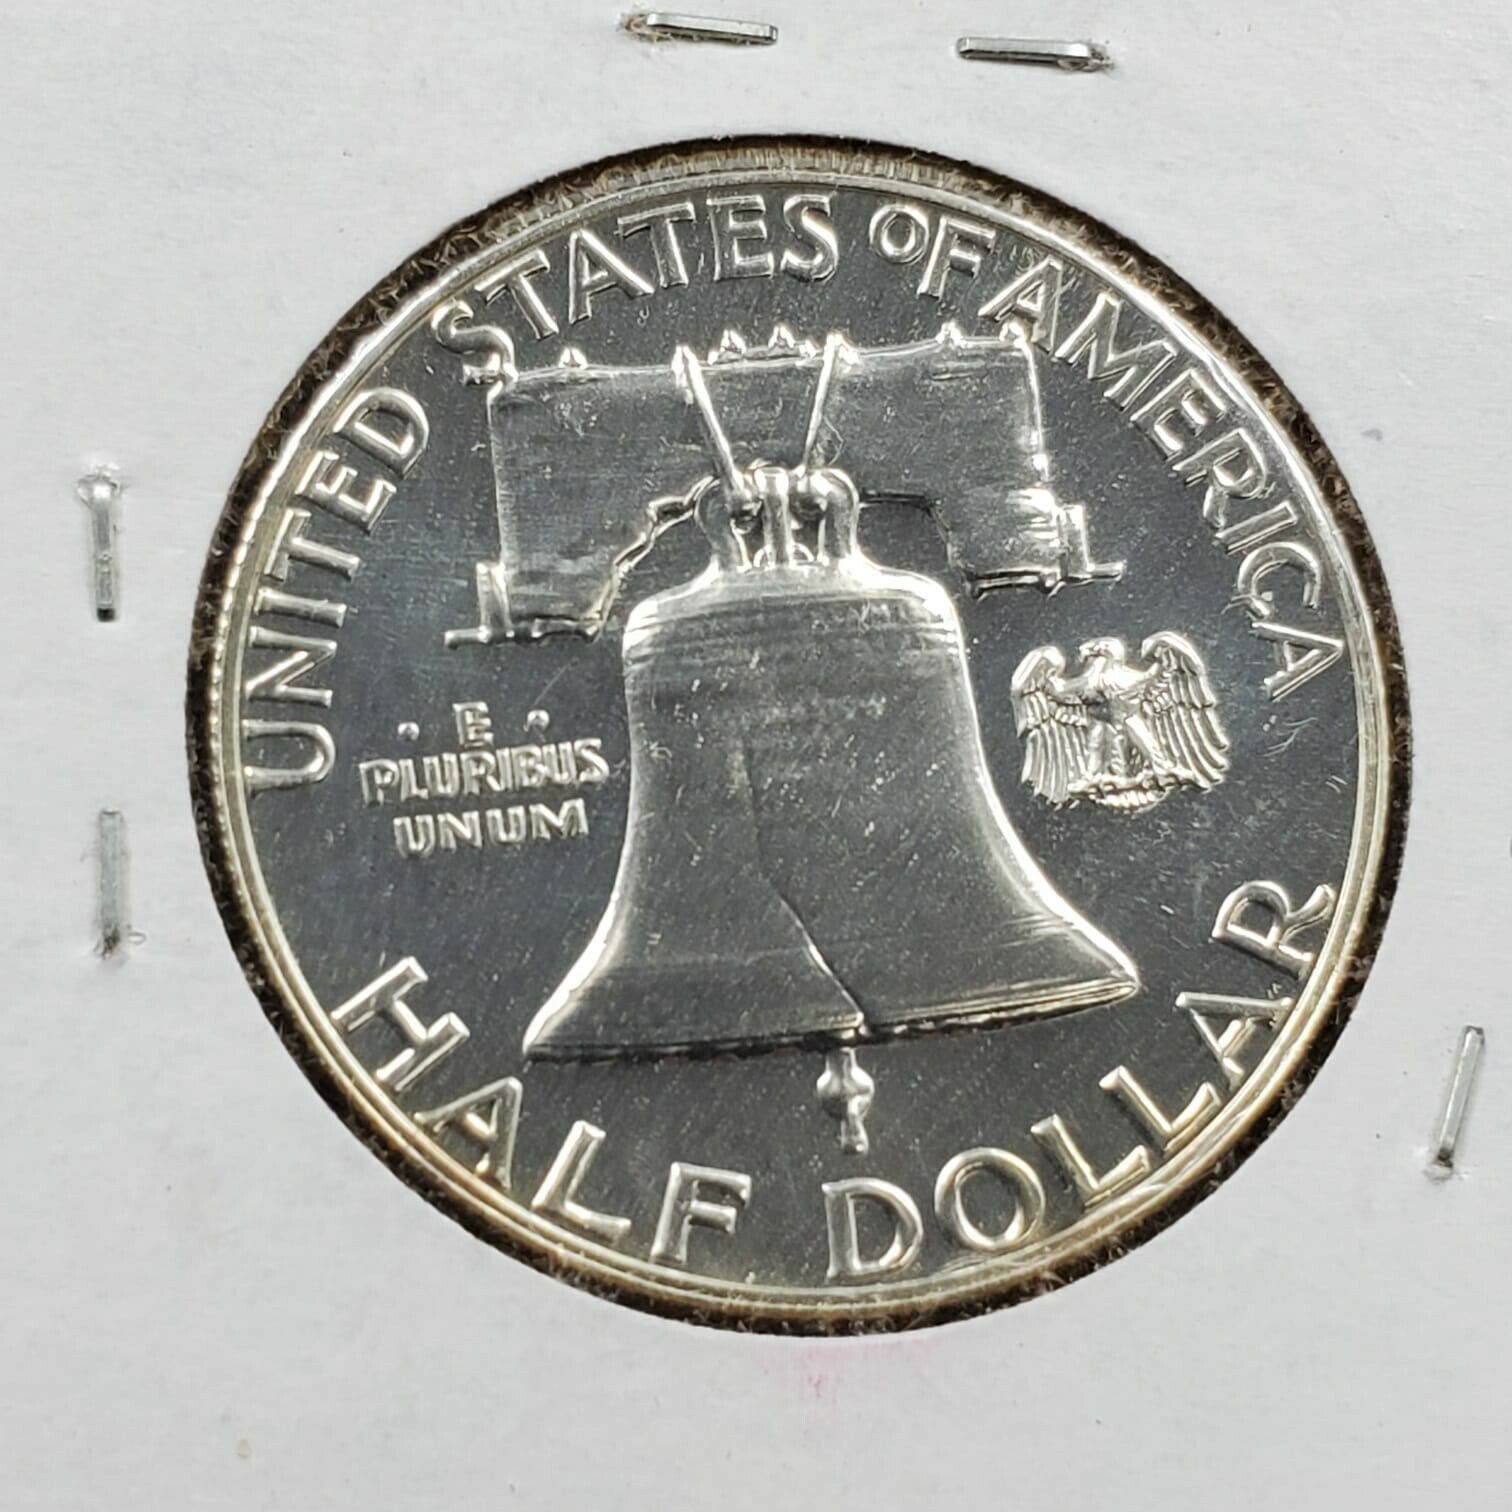 UNITED STATES OF AMERICA
· E ·
PLURIBUS
UNUM
HALF DOLLAR